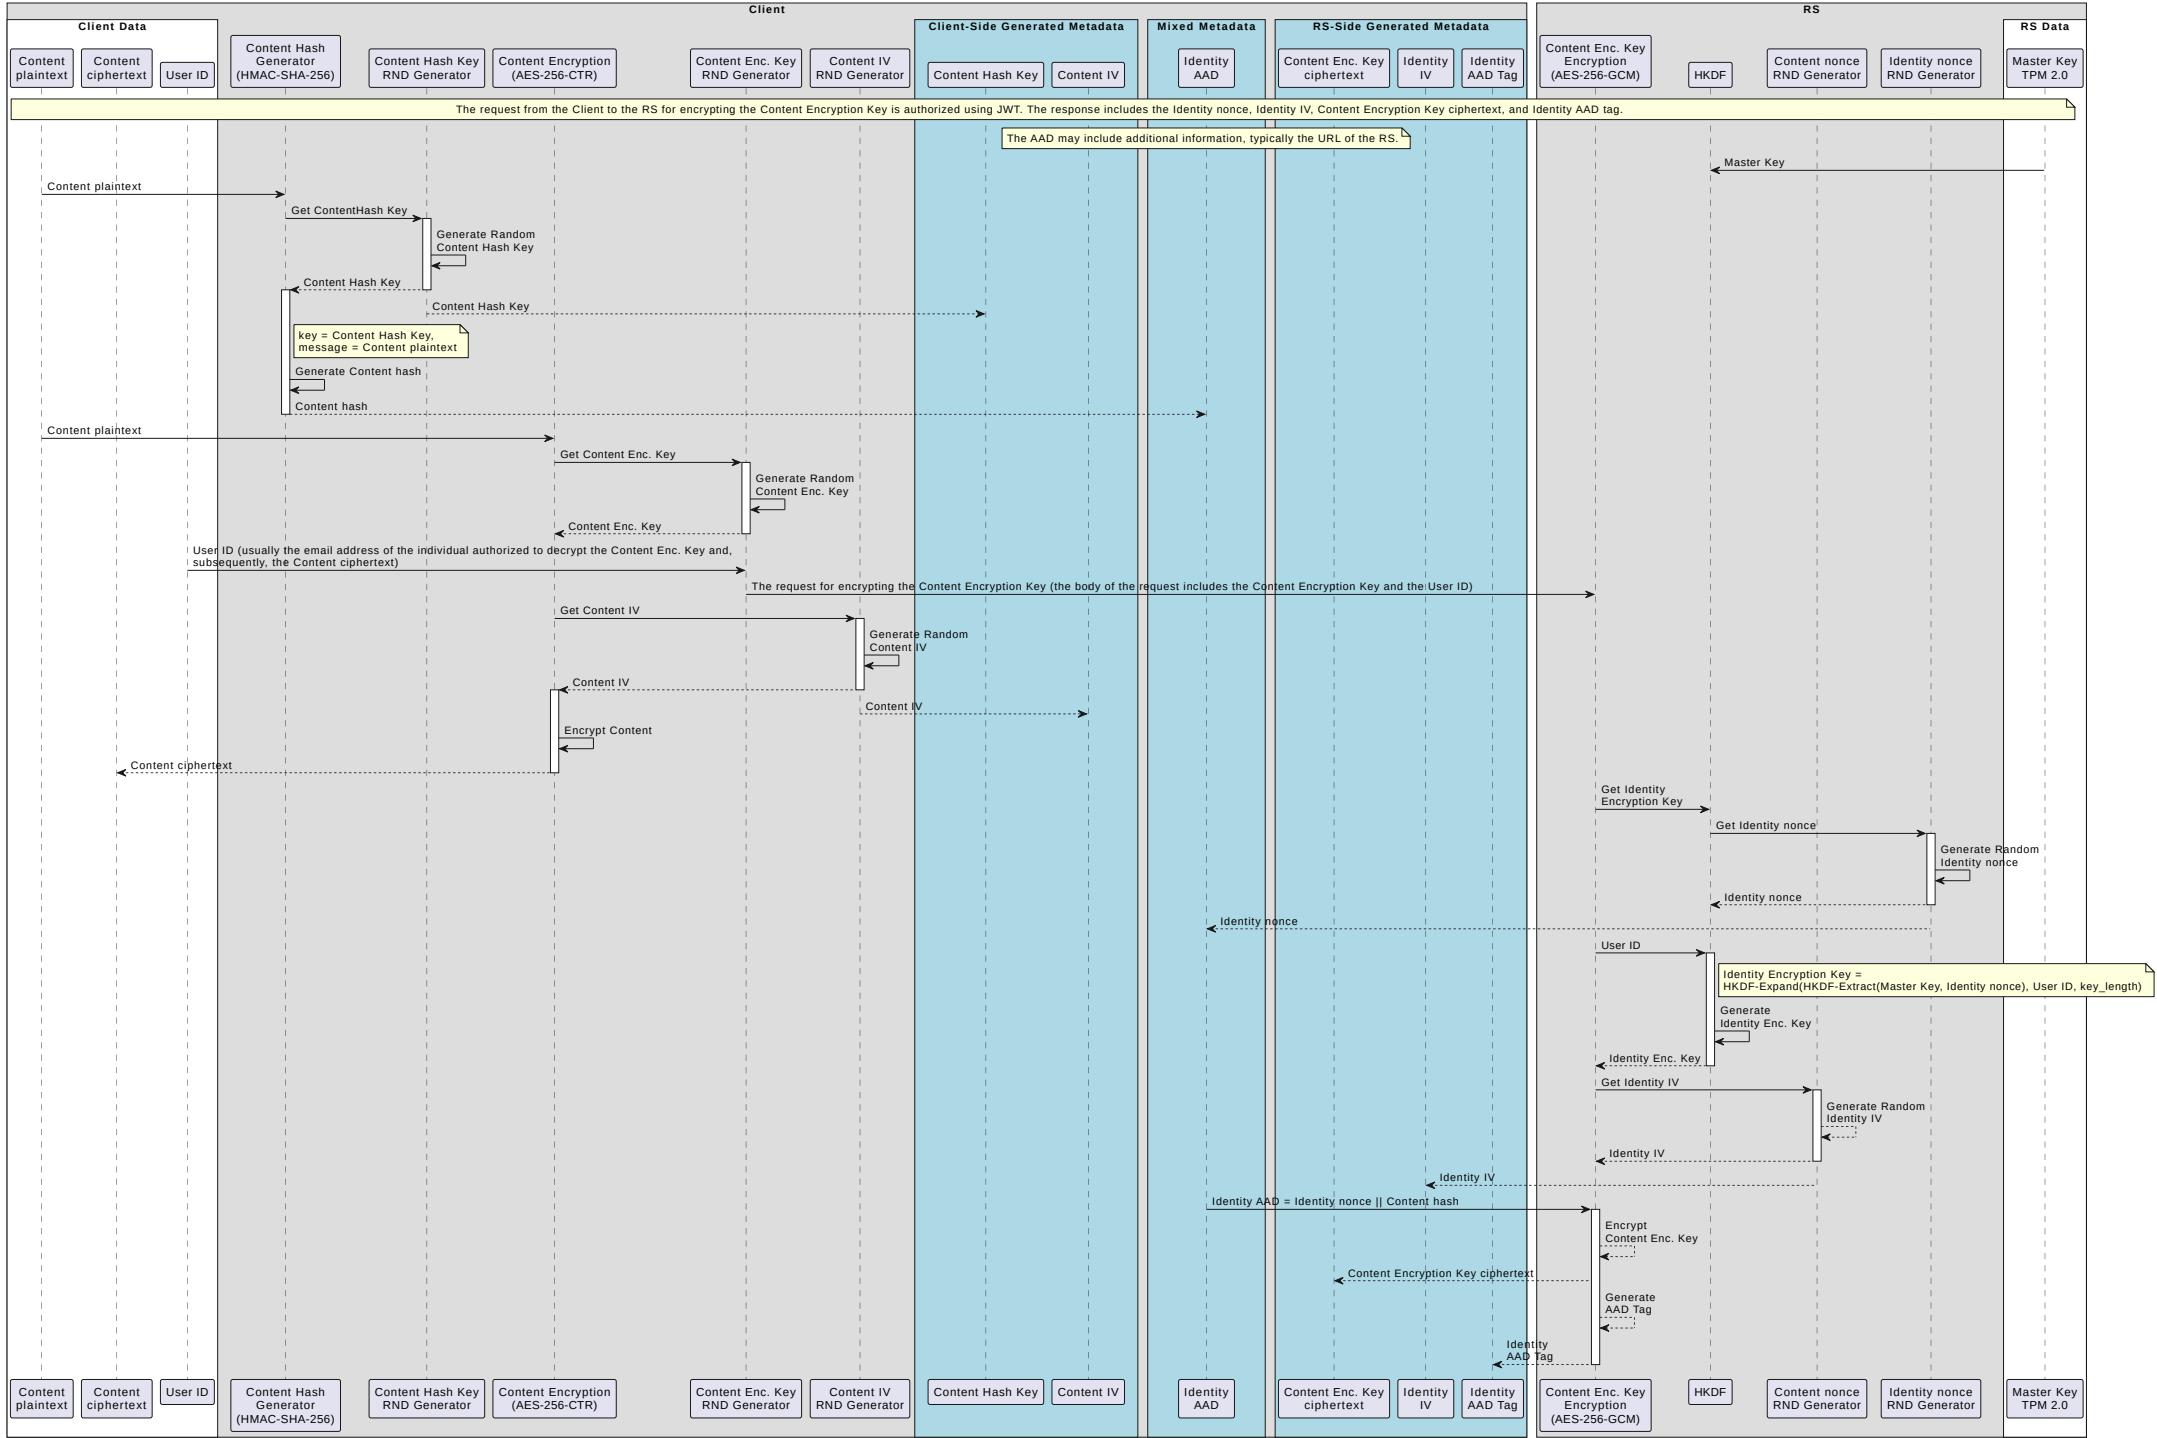 Client
RS
Client Data
Client-Side Generated Metadata
Mixed Metadata
RS-Side Generated Metadata
RS Data
Content
plaintext
Content
ciphertext
User ID
Content Hash
Generator
(HMAC-SHA-256)
Content Hash Key
RND Generator
Content Encryption
(AES-256-CTR)
Content Enc. Key
RND Generator
Content IV
RND Generator
Content Hash Key
Content IV
Identity
AAD
Content Enc. Key
ciphertext
Identity
IV
Identity
AAD Tag
Content Enc. Key
Encryption
(AES-256-GCM)
HKDF
Content nonce
RND Generator
Identity nonce
RND Generator
Master Key
TPM 2.0
The request from the Client to the RS for encrypting the Content Encryption Key is authorized using JWT. The response includes the Identity nonce, Identity IV, Content Encryption Key ciphertext, and Identity AAD tag.
The AAD may include additional information, typically the URL of the RS.
Master Key
Content plaintext
Get ContentHash Key
Generate Random
Content Hash Key
Content Hash Key
Content Hash Key
key = Content Hash Key,
message = Content plaintext
Generate Content hash
Content hash
Content plaintext
Get Content Enc. Key
Generate Random
Content Enc. Key
Content Enc. Key
User ID (usually the email address of the individual authorized to decrypt the Content Enc. Key and,
subsequently, the Content ciphertext)
The request for encrypting the Content Encryption Key (the body of the request includes the Content Encryption Key and the User ID)
Get Content IV
Generate Random
Content IV
Content IV
Content IV
Encrypt Content
Content ciphertext
Get Identity
Encryption Key
Get Identity nonce
Generate Random
Identity nonce
Identity nonce
Identity nonce
User ID
Identity Encryption Key =
HKDF-Expand(HKDF-Extract(Master Key, Identity nonce), User ID, key_length)
Generate
Identity Enc. Key
Identity Enc. Key
Get Identity IV
Generate Random
Identity IV
Identity IV
Identity IV
Identity AAD = Identity nonce || Content hash
Encrypt
Content Enc. Key
Content Encryption Key ciphertext
Generate
AAD Tag
Identity
AAD Tag
Content
plaintext
Content
ciphertext
User ID
Content Hash
Generator
(HMAC-SHA-256)
Content Hash Key
RND Generator
Content Encryption
(AES-256-CTR)
Content Enc. Key
RND Generator
Content IV
RND Generator
Content Hash Key
Content IV
Identity
AAD
Content Enc. Key
ciphertext
Identity
IV
Identity
AAD Tag
Content Enc. Key
Encryption
(AES-256-GCM)
HKDF
Content nonce
RND Generator
Identity nonce
RND Generator
Master Key
TPM 2.0